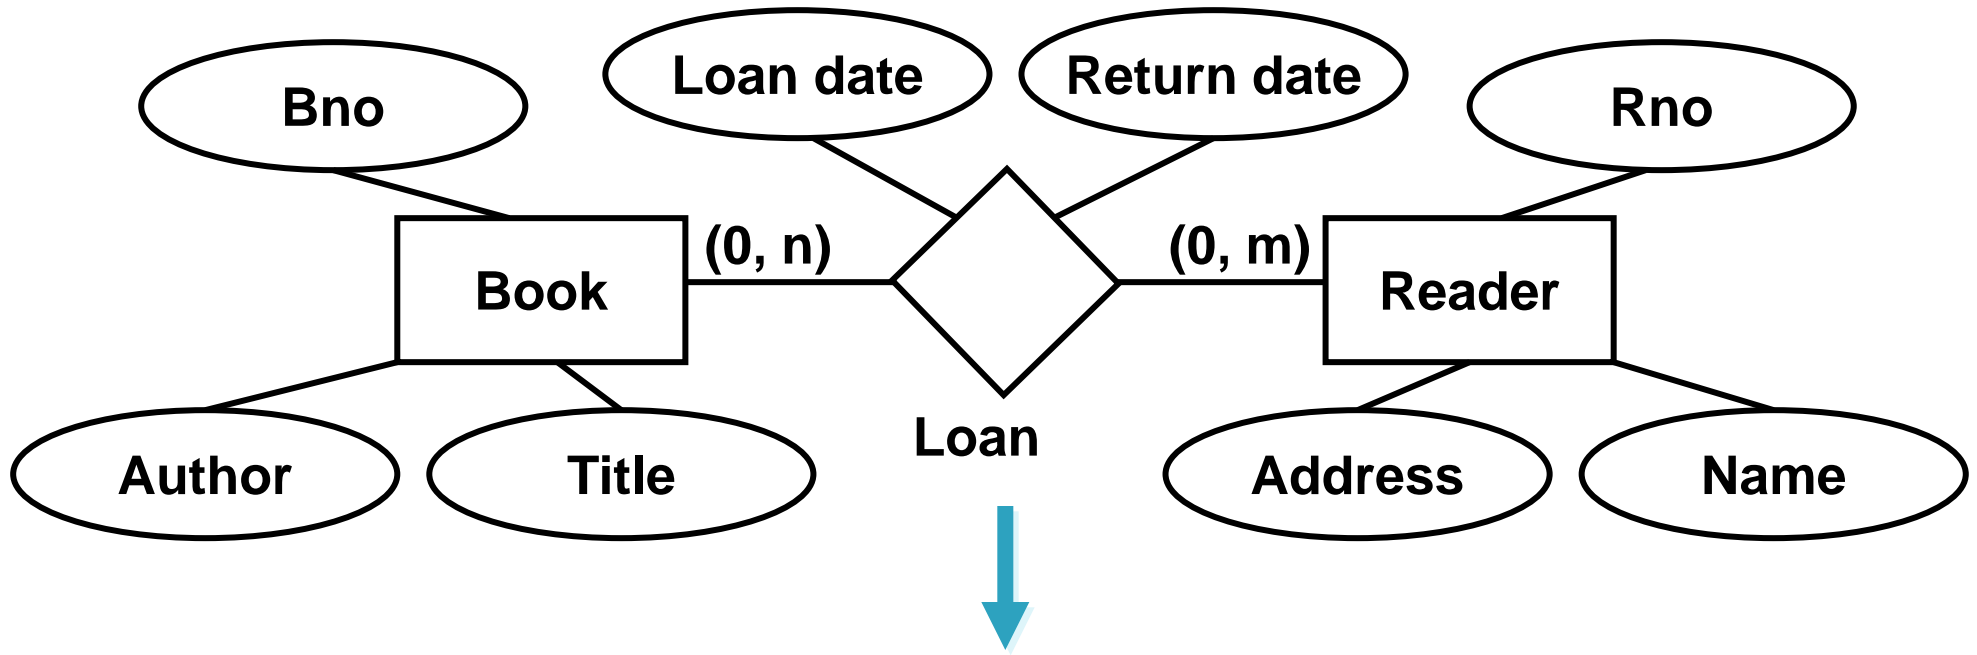 Loan date
Return date
Bno
Rno
(0, n)
(0, m)
Book
Reader
Loan
Author
Title
Address
Name